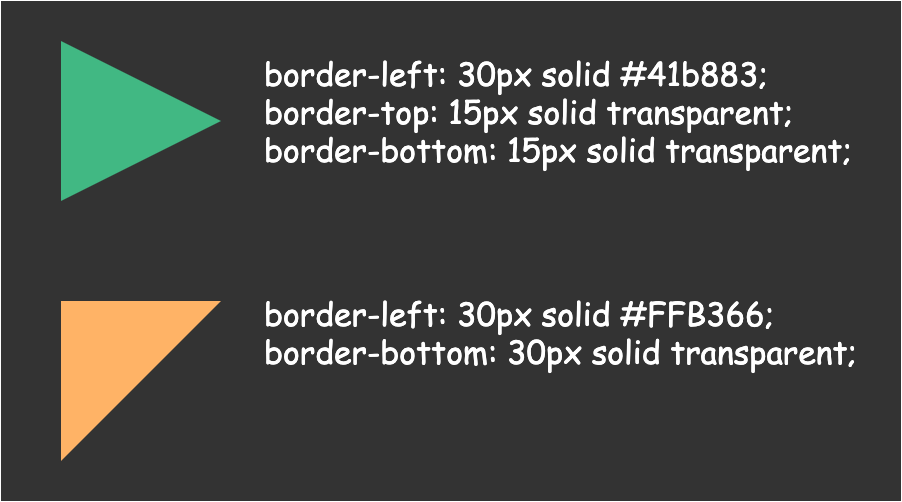 border-left: 30px solid #41b883;
border-top: 15px solid transparent;
border-bottom: 15px solid transparent;
border-left: 30px solid #FFB366;
border-bottom: 30px solid transparent;